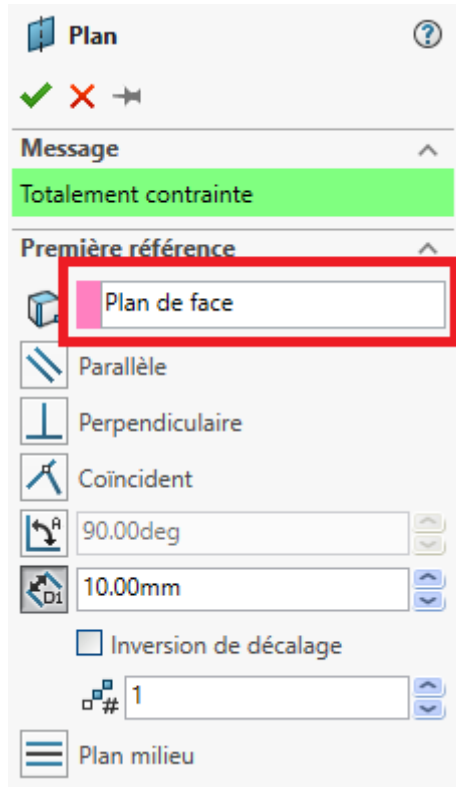 Plan
?
Message
Totalement contrainte
Première référence
Plan de face
Parallèle
Perpendiculaire
Coïncident
A
90.00deg
D1
10.00mm
Inversion de décalage
#
1
Plan milieu